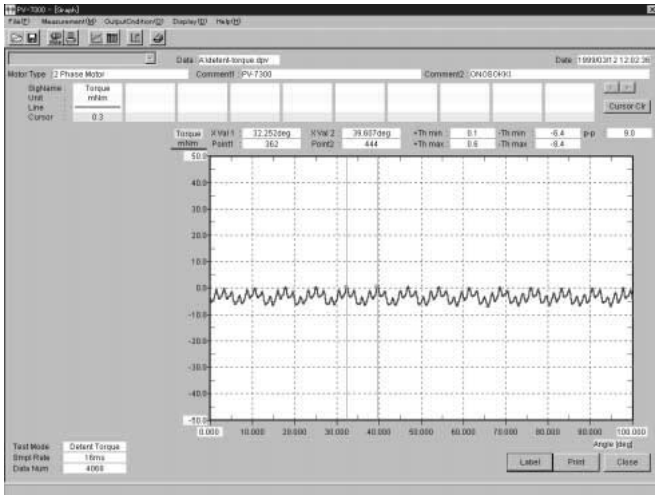 PV-7300 - [Graph]
File(F) Measurement(M) OutputCondition(O) Display(D) Help(H)
Data A:\detent-torque.dpv Date 1999/03/12 12:02:36
Motor Type 2 Phase Motor Comment1 PV-7300 Comment2 ONOSOKKI
SigName Torque
Unit mNm
Line Cursor Clr
Cursor 0.3
Torque X Val 1 32.252deg X Val 2 39.607deg +Th min 0.1 -Th min -6.4 p-p 9.0
mNm Point1 362 Point2 444 +Th max 0.6 -Th max -8.4
50.0
40.0
30.0
20.0
10.0
0.0
-10.0
-20.0
-30.0
-40.0
-50.0
0.000 10.000 20.000 30.000 40.000 50.000 60.000 70.000 80.000 90.000 100.000
Angle [deg]
Test Mode Detent Torque
Smpl Rate 16ms
Data Num 4068
Label Print Close